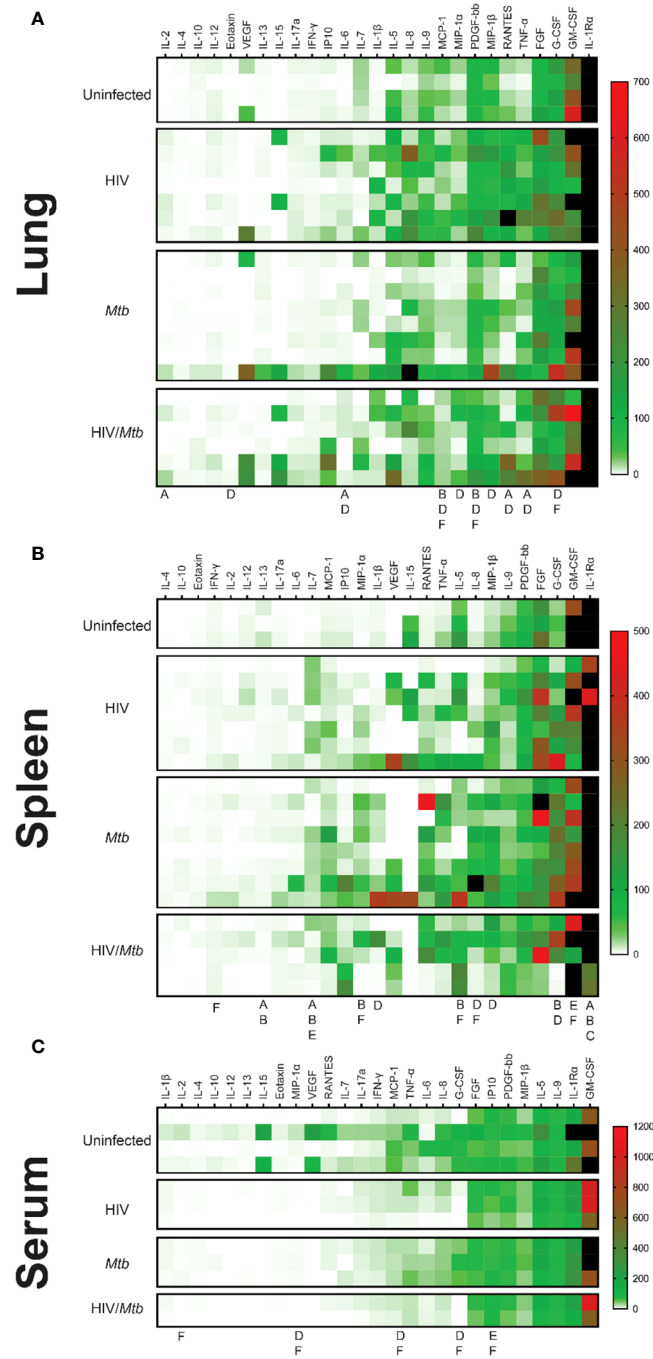 A
IL-2 IL-4 IL-10 IL-12 Eotaxin VEGF IL-13 IL-15 IL-17a IFN-γ IP10 IL-6 IL-7 IL-1β IL-5 IL-8 IL-9 MCP-1 MIP-1α PDGF-bb MIP-1β RANTES TNF-α FGF G-CSF GM-CSF IL-1Rα
Lung
Uninfected
HIV
Mtb
HIV/Mtb
700
600
500
400
300
200
100
0
A D A B D B D A A D
D D D D D F
F F
B
IL-4 IL-10 Eotaxin IFN-γ IL-2 IL-12 IL-13 IL-17a IL-6 IL-7 MCP-1 IP10 MIP-1α IL-1β VEGF IL-15 RANTES TNF-α IL-5 IL-8 MIP-1β IL-9 PDGF-bb FGF G-CSF GM-CSF IL-1Rα
Spleen
Uninfected
HIV
Mtb
HIV/Mtb
500
400
300
200
100
0
F A A B D B D D B E A
B B F F F D F B
E C
C
IL-1β IL-2 IL-4 IL-10 IL-12 IL-13 IL-15 Eotaxin MIP-1α VEGF RANTES IL-7 IL-17a IFN-γ MCP-1 TNF-α IL-6 IL-8 G-CSF FGF IP10 PDGF-bb MIP-1β IL-5 IL-9 IL-1Rα GM-CSF
Serum
Uninfected
HIV
Mtb
HIV/Mtb
1200
1000
800
600
400
200
0
F D D D E
F F F F